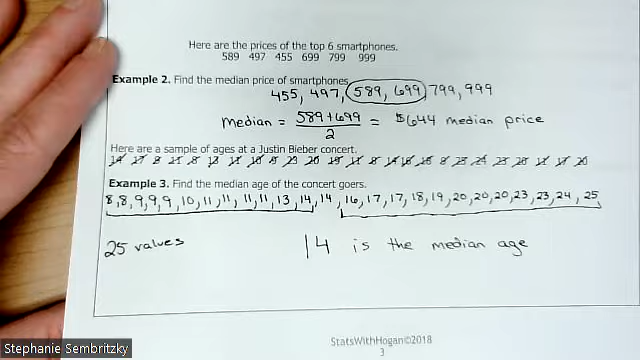 Here are the prices of the top 6 smartphones.
589 497 455 699 799 999
Example 2. Find the median price of smartphones.
455, 497, 589, 699, 799, 999
Median = 589+699 / 2 = $644 median price
Here are a sample of ages at a Justin Bieber concert.
Example 3. Find the median age of the concert goers.
8,8,9,9,9,10,11,11,11,11,13,14,14,16,17,17,18,19,20,20,20,23,23,24,25
25 values
14 is the median age
StatsWithHogan©2018
3
Stephanie Sembritzky